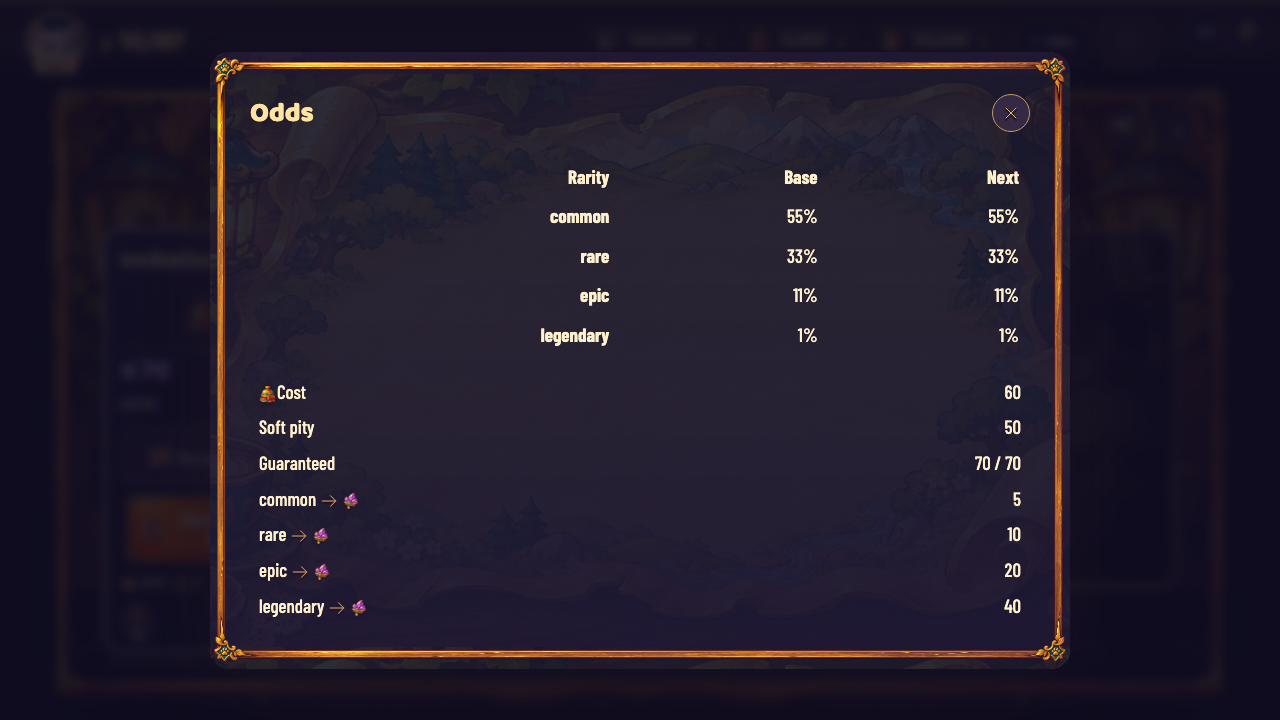 Odds
Rarity Base Next
common 55% 55%
rare 33% 33%
epic 11% 11%
legendary 1% 1%
Cost 60
Soft pity 50
Guaranteed 70 / 70
common → 5
rare → 10
epic → 20
legendary → 40